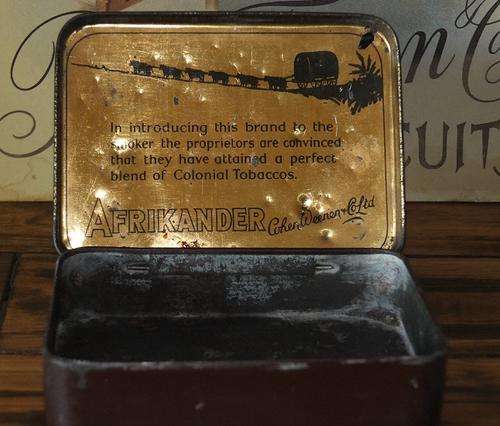 In introducing this brand to the
smoker the proprietors are convinced
that they have attained a perfect
blend of Colonial Tobaccos.
AFRIKANDER Cohen Weenen & Co Ltd